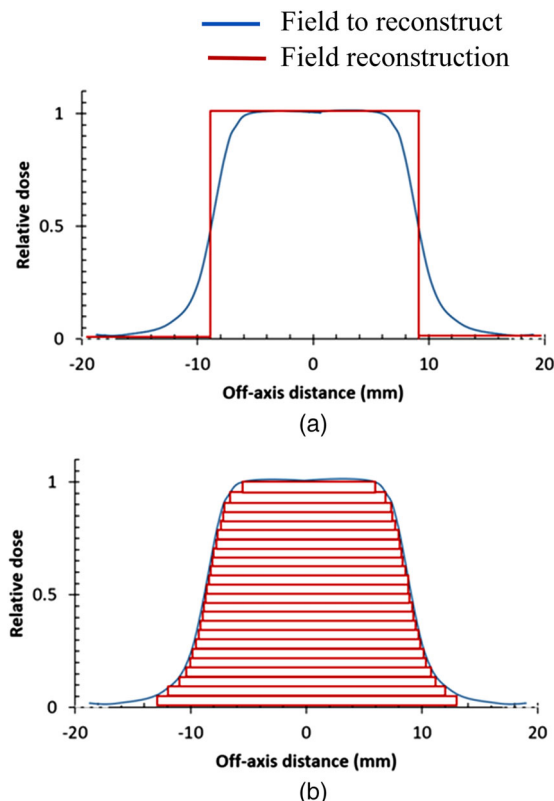 Field to reconstruct
Field reconstruction
1
0.5
0
Relative dose
-20 -10 0 10 20
Off-axis distance (mm)
(a)
1
0.5
0
Relative dose
-20 -10 0 10 20
Off-axis distance (mm)
(b)